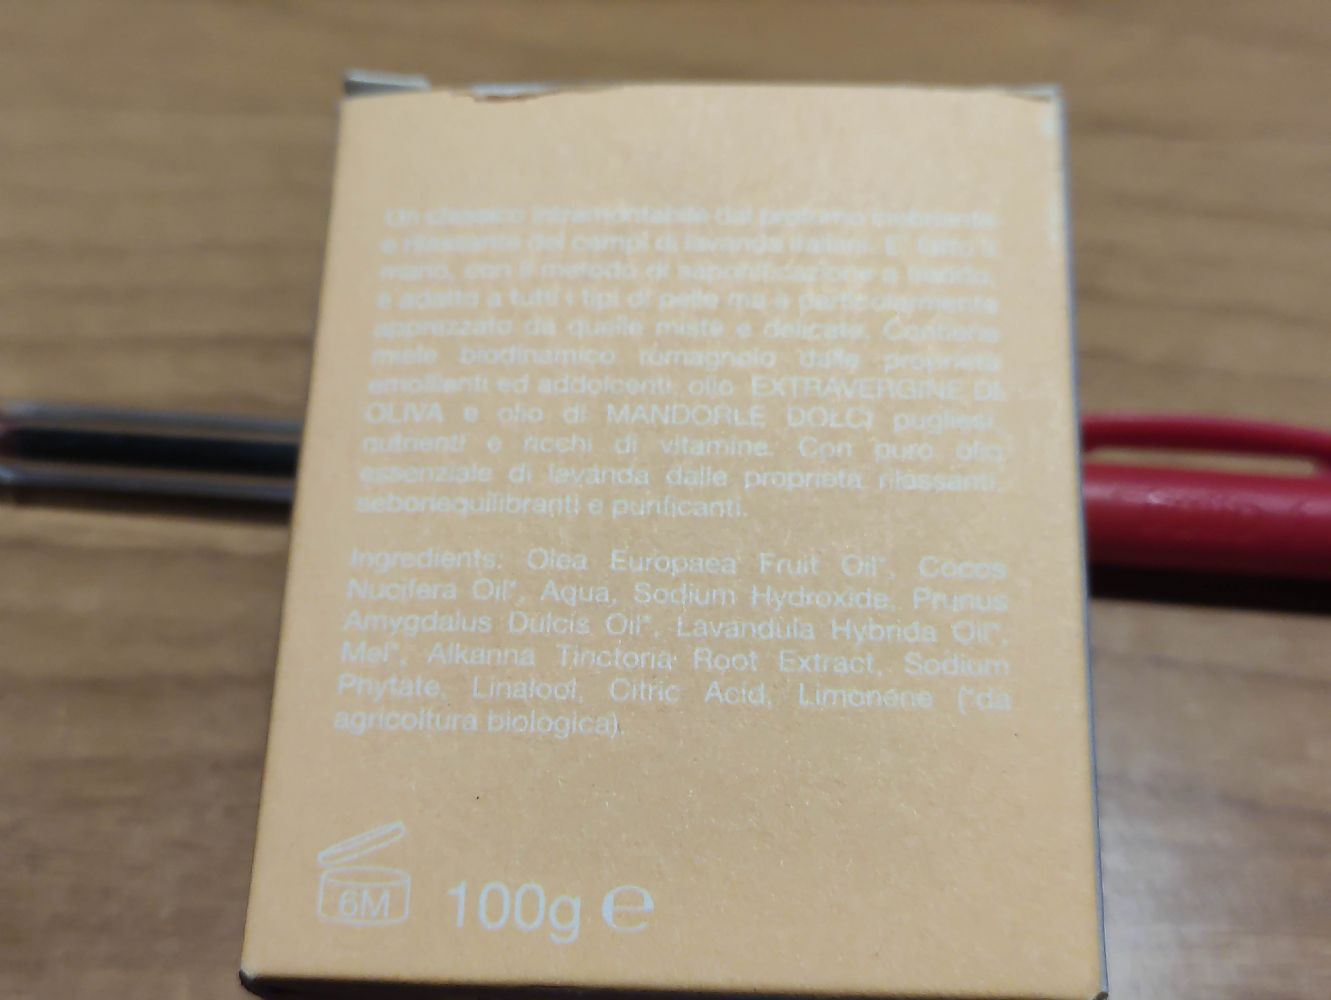 Un classico intramontabile dal profumo inebriante
e rilassante dei campi di lavanda italiani. E' fatto a
mano, con il metodo di saponificazione a freddo,
è adatto a tutti i tipi di pelle ma è particolarmente
apprezzato da quelle miste e delicate. Contiene
miele biodinamico romagnolo dalle proprietà
emollienti ed addolcenti, olio EXTRAVERGINE DI
OLIVA e olio di MANDORLE DOLCI pugliesi,
nutrienti e ricchi di vitamine. Con puro olio
essenziale di lavanda dalle proprietà rilassanti,
seboriequilibranti e purificanti.
Ingredients: Olea Europaea Fruit Oil*, Cocos
Nucifera Oil*, Aqua, Sodium Hydroxide, Prunus
Amygdalus Dulcis Oil*, Lavandula Hybrida Oil*,
Mel*, Alkanna Tinctoria Root Extract, Sodium
Phytate, Linalool, Citric Acid, Limonene (*da
agricoltura biologica).
6M 100g e